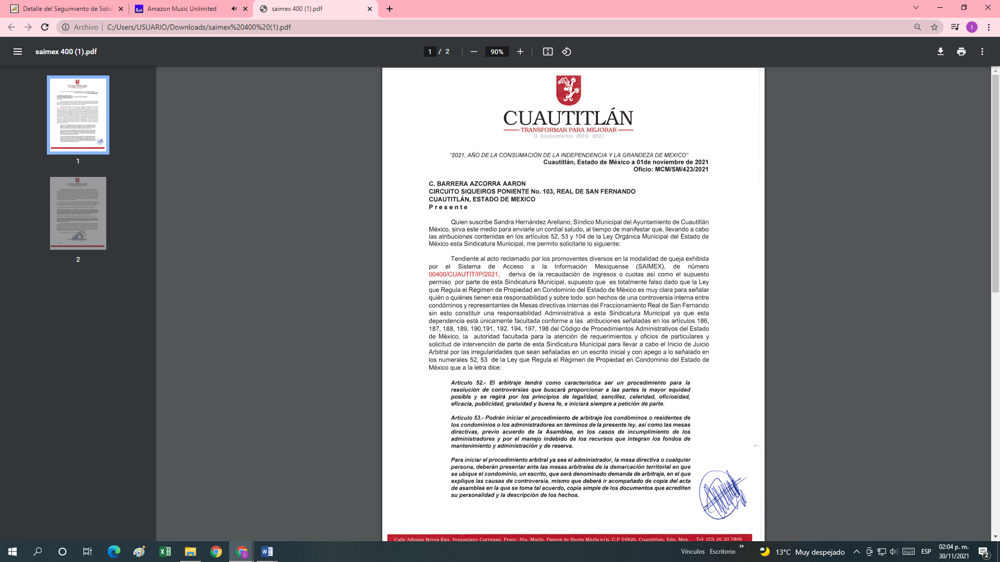 Detalle del Seguimiento de Solici
Amazon Music Unlimited
saimex 400 (1).pdf
Archivo
C:/Users/USUARIO/Downloads/saimex%20400%20(1).pdf
saimex 400 (1).pdf
1 / 2
90%
1
2
CUAUTITLÁN
TRANSFORMAR PARA MEJORAR
H. Ayuntamiento 2019 - 2021
"2021, AÑO DE LA CONSUMACIÓN DE LA INDEPENDENCIA Y LA GRANDEZA DE MEXICO"
Cuautitlán, Estado de México a 01de noviembre de 2021
Oficio: MCM/SM/423/2021
C. BARRERA AZCORRA AARON
CIRCUITO SIQUEIROS PONIENTE No. 103, REAL DE SAN FERNANDO
CUAUTITLÁN, ESTADO DE MEXICO
P r e s e n t e
Quien suscribe Sandra Hernández Arellano, Síndico Municipal del Ayuntamiento de Cuautitlán
México, sirva este medio para enviarle un cordial saludo, al tiempo de manifestar que, llevando a cabo
las atribuciones contenidas en los artículos 52, 53 y 104 de la Ley Orgánica Municipal del Estado de
México esta Sindicatura Municipal, me permito solicitarle lo siguiente:
Tendiente al acto reclamado por los promoventes diversos en la modalidad de queja exhibida
por el Sistema de Acceso a la Información Mexiquense (SAIMEX), de número
00400/CUAUTIT/IP/2021, deriva de la recaudación de ingresos o cuotas así como el supuesto
permiso por parte de esta Sindicatura Municipal, supuesto que es totalmente falso dado que la Ley
que Regula el Régimen de Propiedad en Condominio del Estado de México es muy clara para señalar
quién o quiénes tienen esa responsabilidad y sobre todo son hechos de una controversia interna entre
condóminos y representantes de Mesas directivas internas del Fraccionamiento Real de San Fernando
sin esto constituir una responsabilidad Administrativa a esta Sindicatura Municipal ya que esta
dependencia está únicamente facultada conforme a las atribuciones señaladas en los artículos 186,
187, 188, 189, 190,191, 192, 194, 197, 198 del Código de Procedimientos Administrativos del Estado
de México, la autoridad facultada para la atención de requerimientos y oficios de particulares y
solicitud de intervención de parte de esta Sindicatura Municipal para llevar a cabo el Inicio de Juicio
Arbitral por las irregularidades que sean señaladas en un escrito inicial y con apego a lo señalado en
los numerales 52, 53 de la Ley que Regula el Régimen de Propiedad en Condominio del Estado de
México que a la letra dice:
Artículo 52.- El arbitraje tendrá como característica ser un procedimiento para la
resolución de controversias que buscará proporcionar a las partes la mayor equidad
posible y se regirá por los principios de legalidad, sencillez, celeridad, oficiosidad,
eficacia, publicidad, gratuidad y buena fe, e iniciará siempre a petición de parte.
Artículo 53.- Podrán iniciar el procedimiento de arbitraje los condóminos o residentes de
los condominios o los administradores en términos de la presente ley, así como las mesas
directivas, previo acuerdo de la Asamblea, en los casos de incumplimiento de los
administradores y por el manejo indebido de los recursos que integran los fondos de
mantenimiento y administración y de reserva.
Para iniciar el procedimiento arbitral ya sea el administrador, la mesa directiva o cualquier
persona, deberán presentar ante las mesas arbitrales de la demarcación territorial en que
se ubique el condominio, un escrito, que será denominado demanda de arbitraje, en el que
explique las causas de controversia, mismo que deberá ir acompañado de copia del acta
de asamblea en la que se toma tal acuerdo, copia simple de los documentos que acrediten
su personalidad y la descripción de los hechos.
Calle Alfonso Reyes Esq. Venustiano Carranza, Fracc. Sta. María, Paseos de Santa María s/n, C.P 54820, Cuautitlan, Edo, Mex. Tel: (55) 26 20 7800
Vínculos Escritorio
13°C Muy despejado
ESP
02:04 p. m.
30/11/2021
2